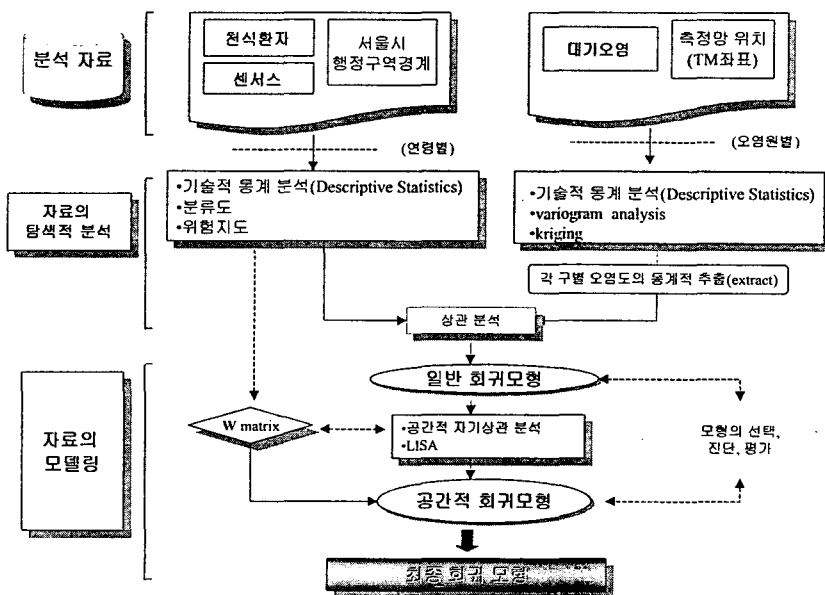 분석 자료
천식환자
센서스
서울시
행정구역경계
대기오염
측정망 위치
(TM좌표)
(연령별)
(오염원별)
자료의
탐색적 분석
•기술적 통계 분석(Descriptive Statistics)
•분류도
•위험지도
•기술적 통계 분석(Descriptive Statistics)
•variogram analysis
•kriging
각 구별 오염도의 통계적 추출(extract)
상관 분석
자료의
모델링
일반 회귀모형
W matrix
•공간적 자기상관 분석
•LISA
모형의 선택,
진단, 평가
공간적 회귀모형
최종 회귀 모형